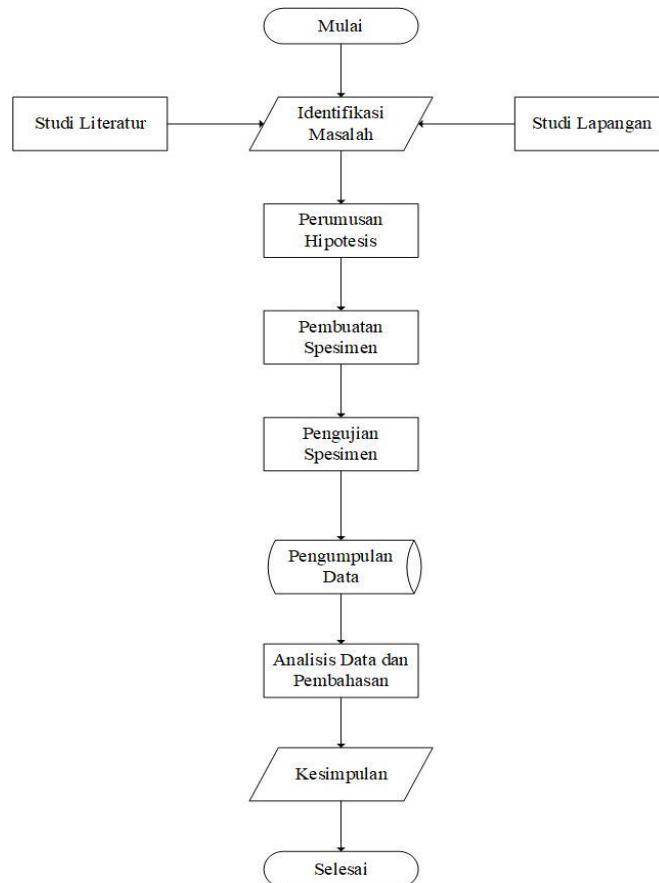 Mulai
Studi Literatur
Identifikasi
Masalah
Studi Lapangan
Perumusan
Hipotesis
Pembuatan
Spesimen
Pengujian
Spesimen
Pengumpulan
Data
Analisis Data dan
Pembahasan
Kesimpulan
Selesai